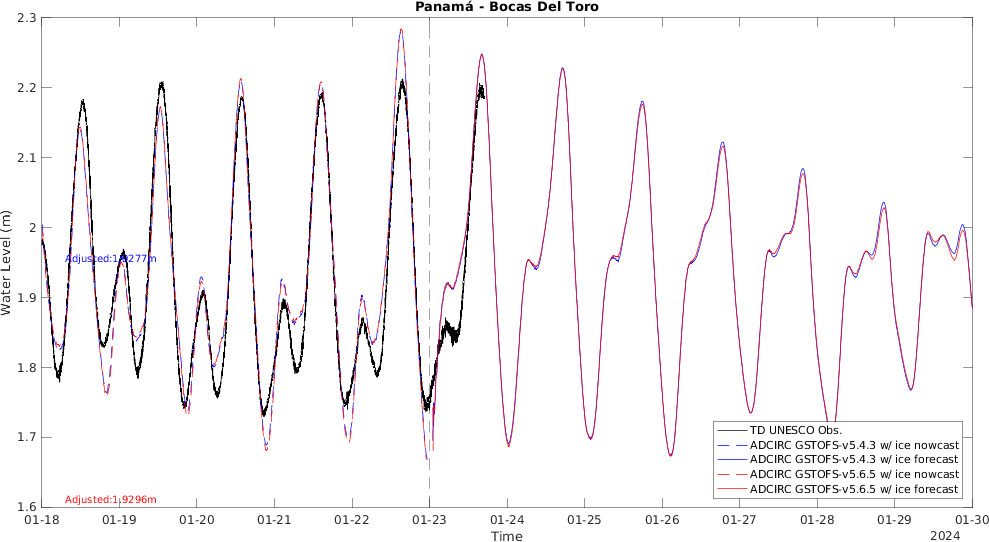 Panamá - Bocas Del Toro
2.3
2.2
2.1
2
1.9
1.8
1.7
1.6
Water Level (m)
Adjusted:1.9277m
Adjusted:1.9296m
TD UNESCO Obs.
ADCIRC GSTOFS-v5.4.3 w/ ice nowcast
ADCIRC GSTOFS-v5.4.3 w/ ice forecast
ADCIRC GSTOFS-v5.6.5 w/ ice nowcast
ADCIRC GSTOFS-v5.6.5 w/ ice forecast
01-18 01-19 01-20 01-21 01-22 01-23 01-24 01-25 01-26 01-27 01-28 01-29 01-30
Time
2024